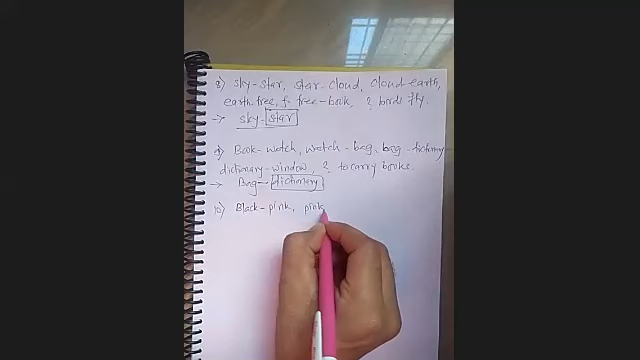 8) Sky-star, star-cloud, cloud-earth,
earth-tree, & tree-book, ? birds fly.
→ sky-star
9) Book-watch, watch-bag, bag-dictionary
dictionary-window, ? to carry books.
→ Bag-dictionary
10) Black-pink, pink